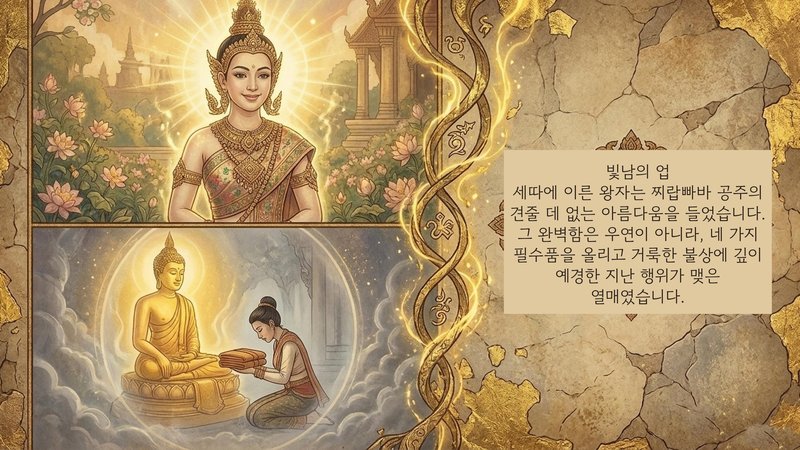 빛남의 업
세따에 이른 왕자는 찌랍빠바 공주의
견줄 데 없는 아름다움을 들었습니다.
그 완벽함은 우연이 아니라, 네 가지
필수품을 올리고 거룩한 불상에 깊이
예경한 지난 행위가 맺은
열매였습니다.